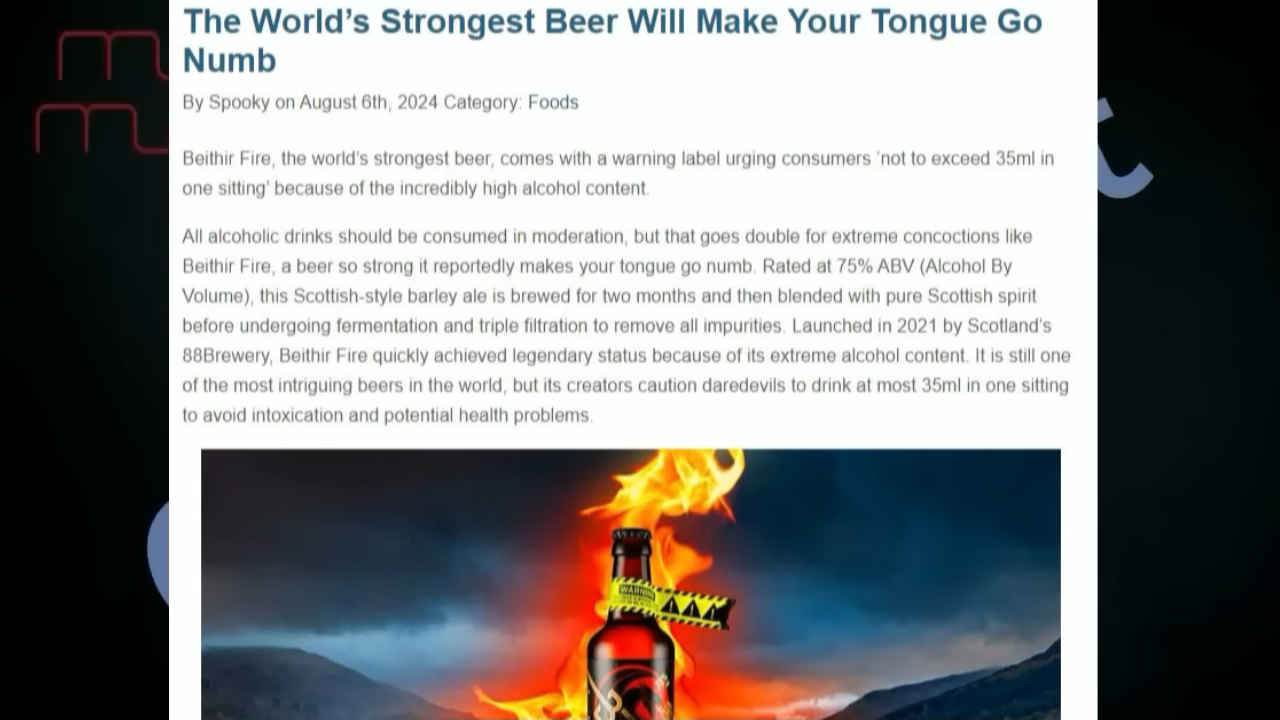 The World’s Strongest Beer Will Make Your Tongue Go
Numb
By Spooky on August 6th, 2024 Category: Foods
Beithir Fire, the world’s strongest beer, comes with a warning label urging consumers ‘not to exceed 35ml in
one sitting’ because of the incredibly high alcohol content.
All alcoholic drinks should be consumed in moderation, but that goes double for extreme concoctions like
Beithir Fire, a beer so strong it reportedly makes your tongue go numb. Rated at 75% ABV (Alcohol By
Volume), this Scottish-style barley ale is brewed for two months and then blended with pure Scottish spirit
before undergoing fermentation and triple filtration to remove all impurities. Launched in 2021 by Scotland’s
88Brewery, Beithir Fire quickly achieved legendary status because of its extreme alcohol content. It is still one
of the most intriguing beers in the world, but its creators caution daredevils to drink at most 35ml in one sitting
to avoid intoxication and potential health problems.
WARNING